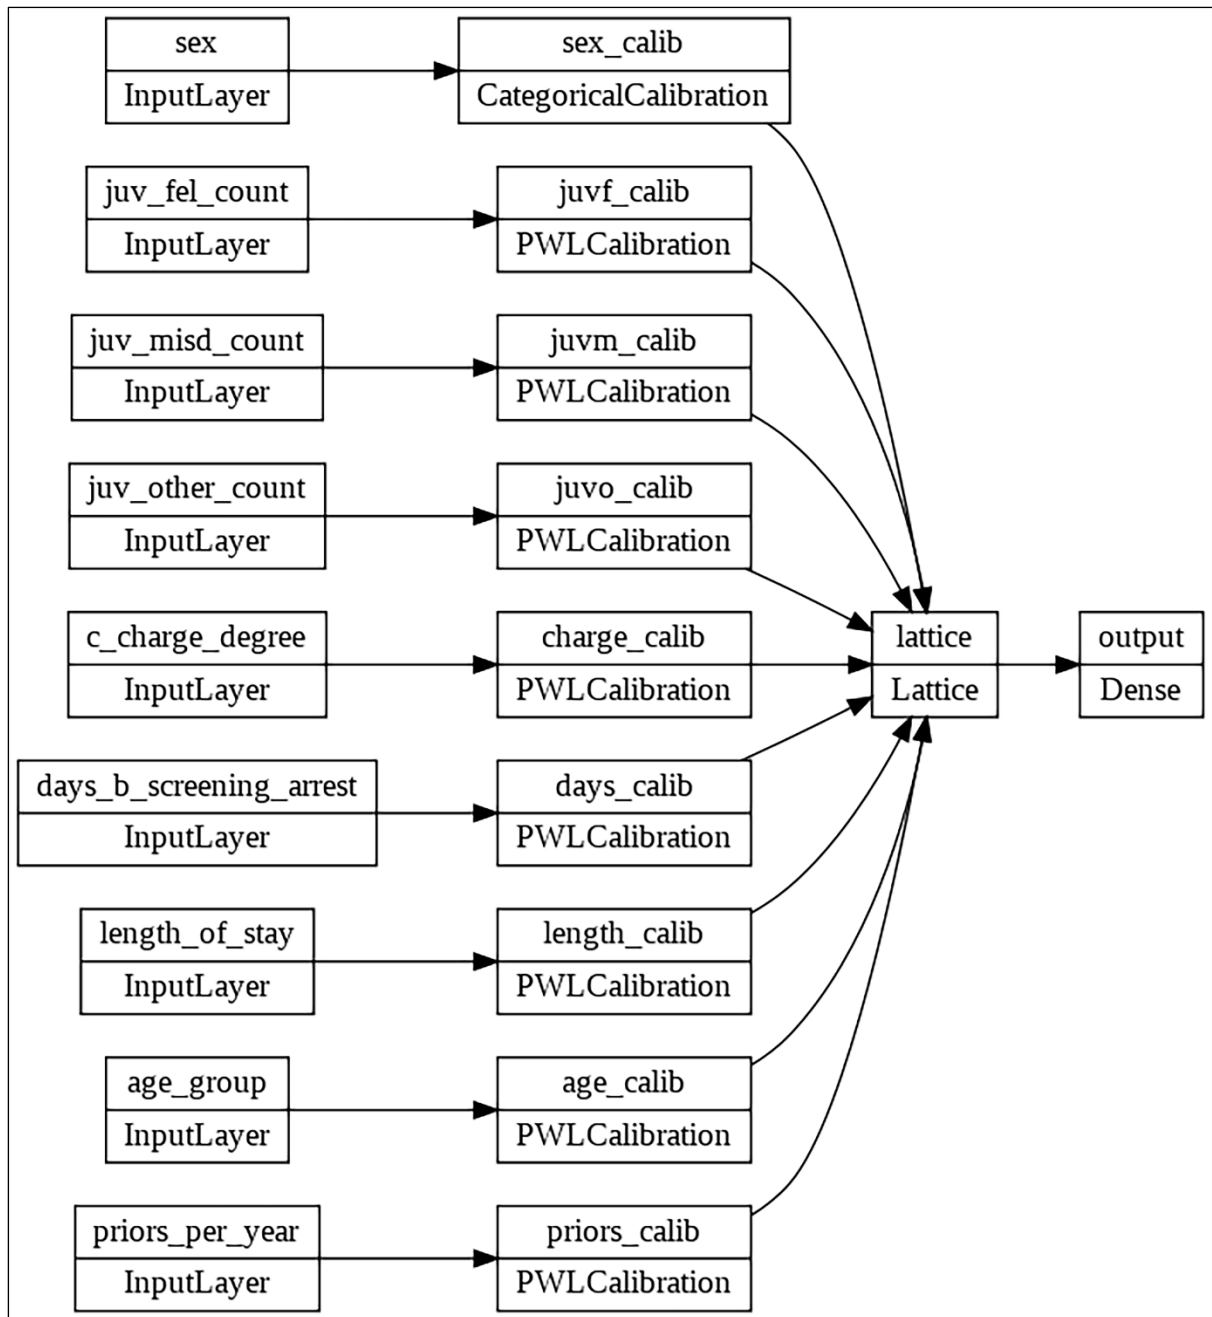 sex
InputLayer
sex_calib
CategoricalCalibration
juv_fel_count
InputLayer
juvf_calib
PWLCalibration
juv_misd_count
InputLayer
juvm_calib
PWLCalibration
juv_other_count
InputLayer
juvo_calib
PWLCalibration
c_charge_degree
InputLayer
charge_calib
PWLCalibration
lattice
Lattice
output
Dense
days_b_screening_arrest
InputLayer
days_calib
PWLCalibration
length_of_stay
InputLayer
length_calib
PWLCalibration
age_group
InputLayer
age_calib
PWLCalibration
priors_per_year
InputLayer
priors_calib
PWLCalibration